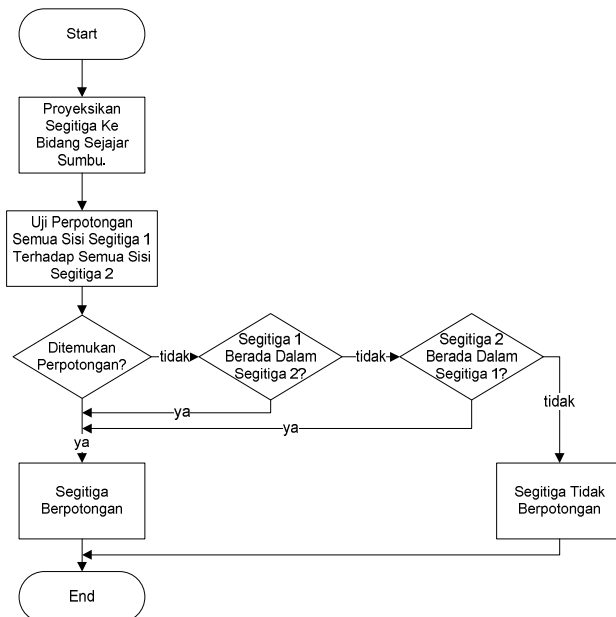 Start
Proyeksikan
Segitiga Ke
Bidang Sejajar
Sumbu.
Uji Perpotongan
Semua Sisi Segitiga 1
Terhadap Semua Sisi
Segitiga 2
Ditemukan
Perpotongan?
tidak
Segitiga 1
Berada Dalam
Segitiga 2?
tidak
Segitiga 2
Berada Dalam
Segitiga 1?
tidak
ya
ya
ya
Segitiga
Berpotongan
Segitiga Tidak
Berpotongan
End